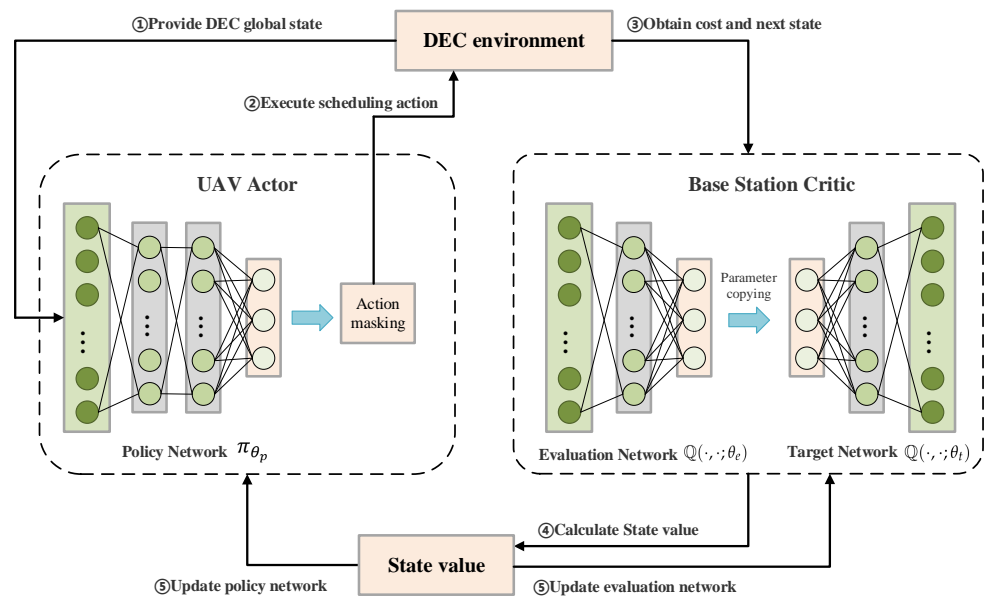 ①Provide DEC global state
DEC environment
③Obtain cost and next state
②Execute scheduling action
UAV Actor
Base Station Critic
Action
masking
Parameter
copying
Policy Network π_{θ_p}
Evaluation Network ℚ(·,·;θ_e)
Target Network ℚ(·,·;θ_t)
④Calculate State value
State value
⑤Update policy network
⑤Update evaluation network